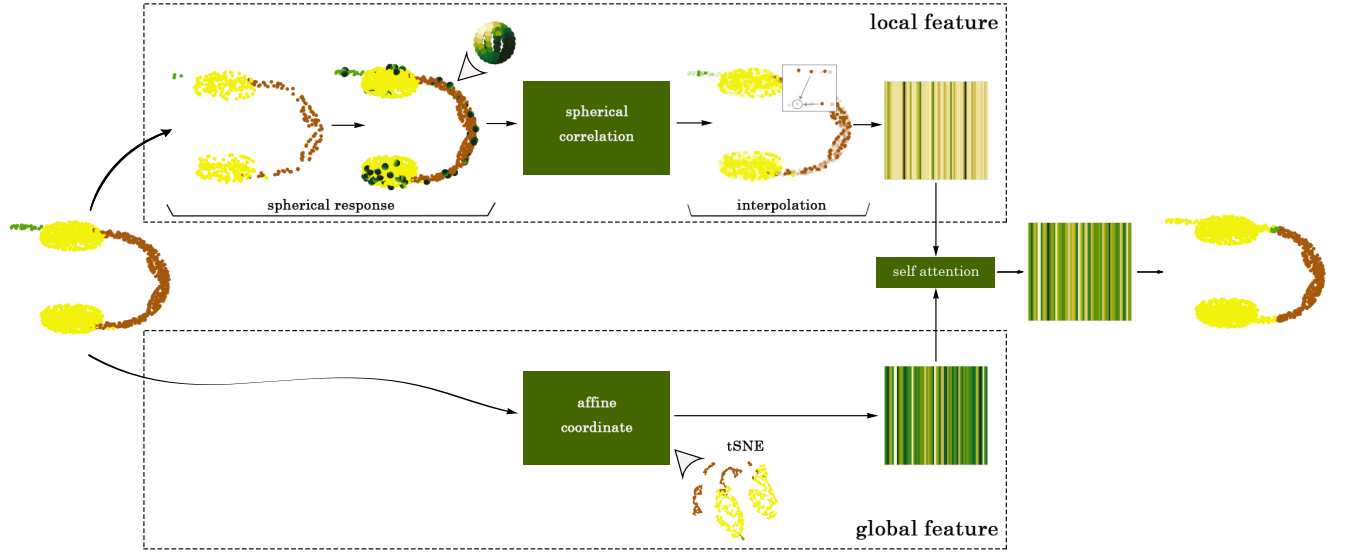 local feature
spherical
correlation
spherical response
interpolation
self attention
affine
coordinate
tSNE
global feature